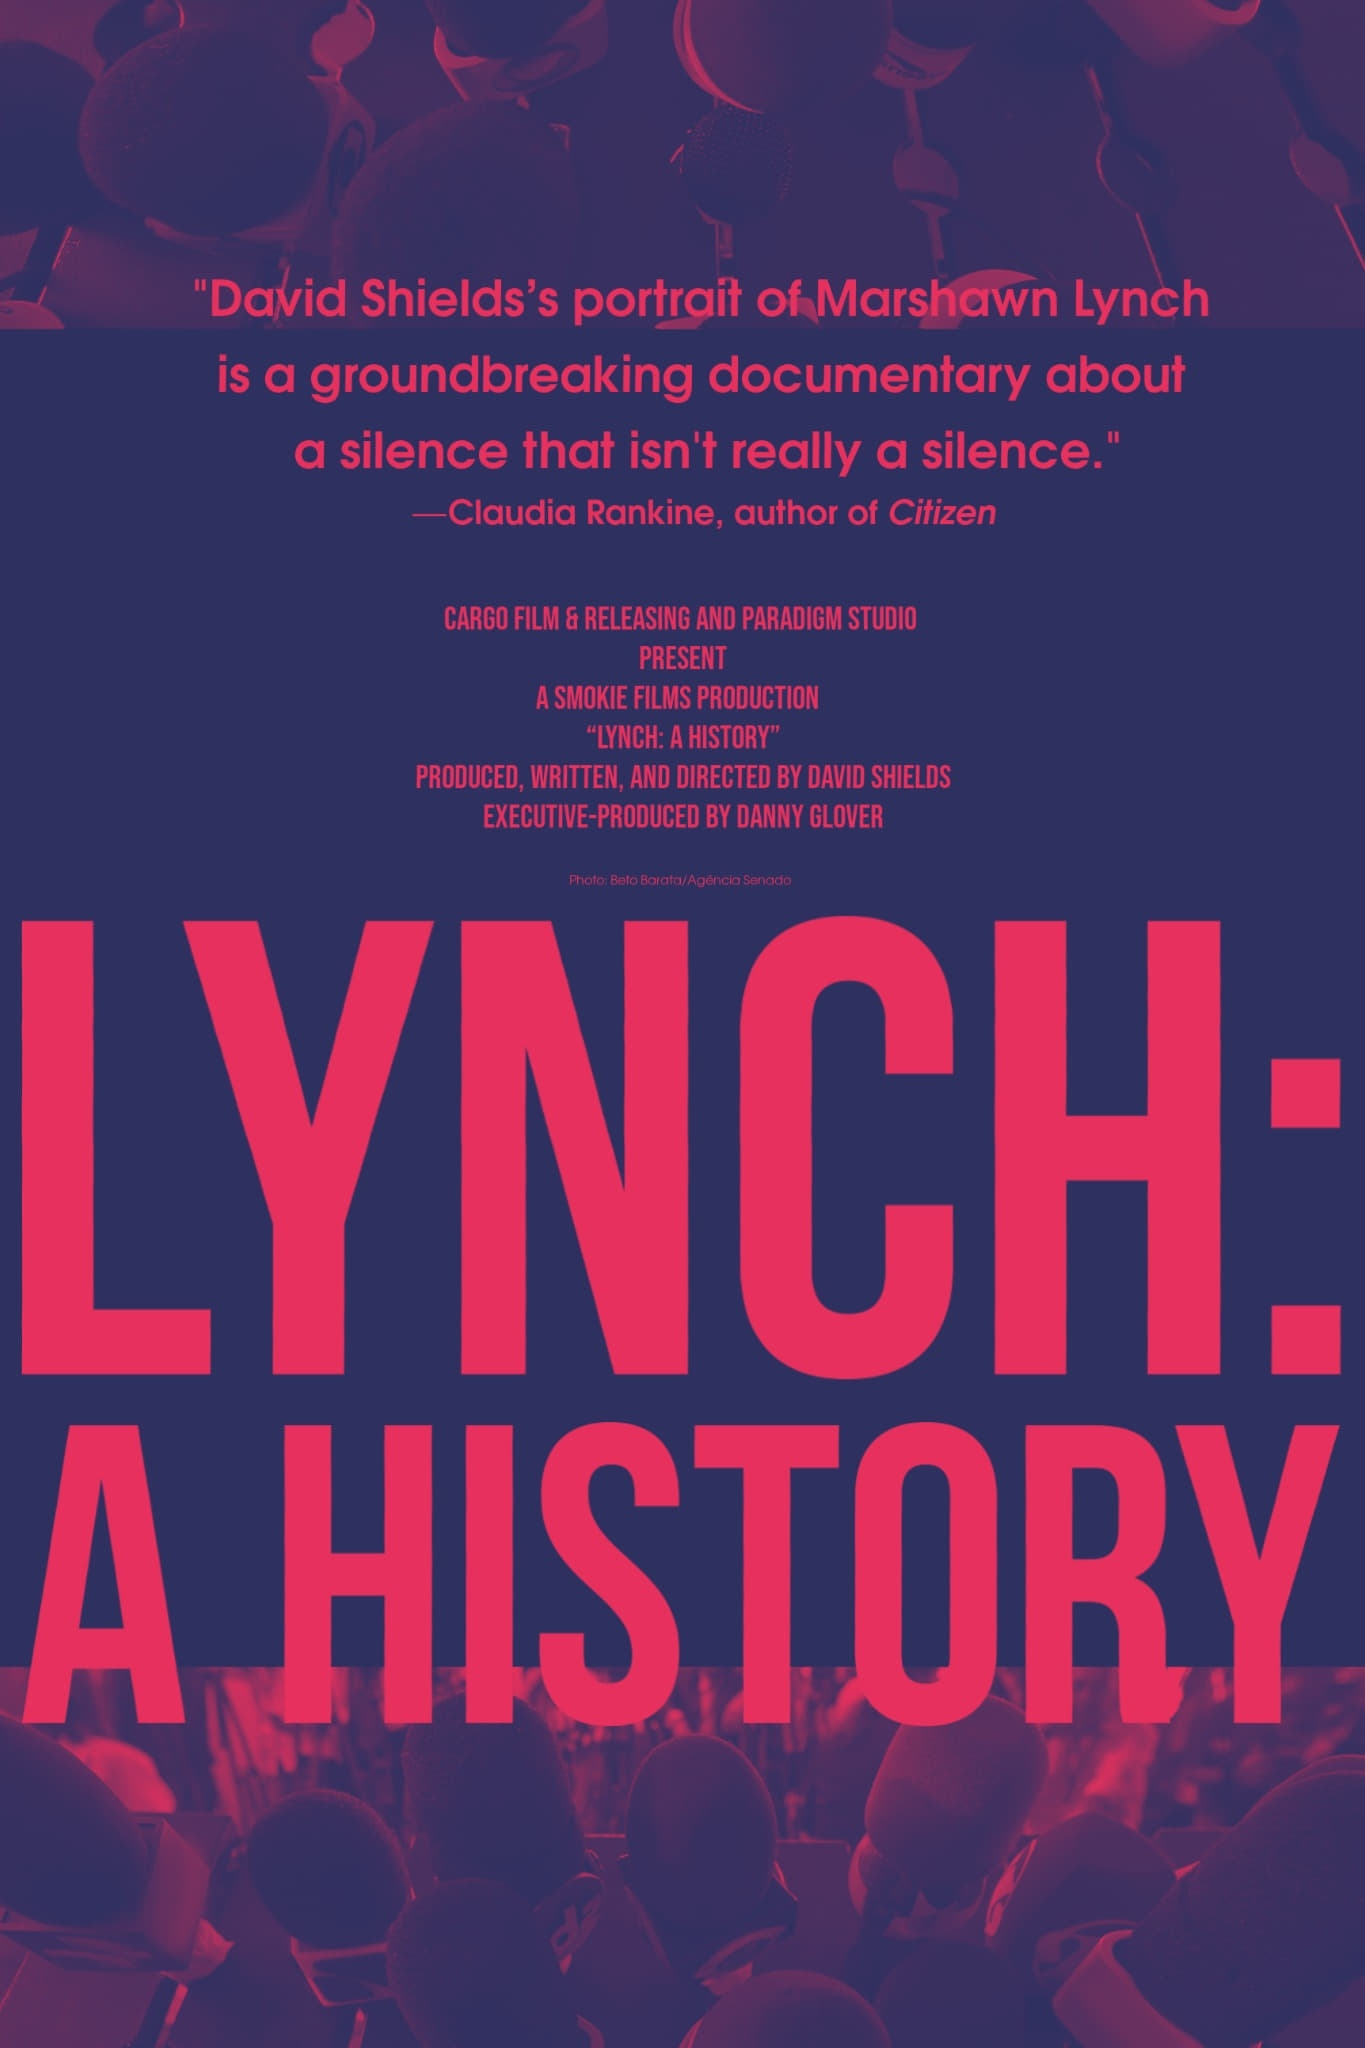 "David Shields’s portrait of Marshawn Lynch
is a groundbreaking documentary about
a silence that isn't really a silence."
—Claudia Rankine, author of Citizen
CARGO FILM & RELEASING AND PARADIGM STUDIO
PRESENT
A SMOKIE FILMS PRODUCTION
“LYNCH: A HISTORY”
PRODUCED, WRITTEN, AND DIRECTED BY DAVID SHIELDS
EXECUTIVE-PRODUCED BY DANNY GLOVER
Photo: Beto Barata/Agência Senado
LYNCH:
A HISTORY